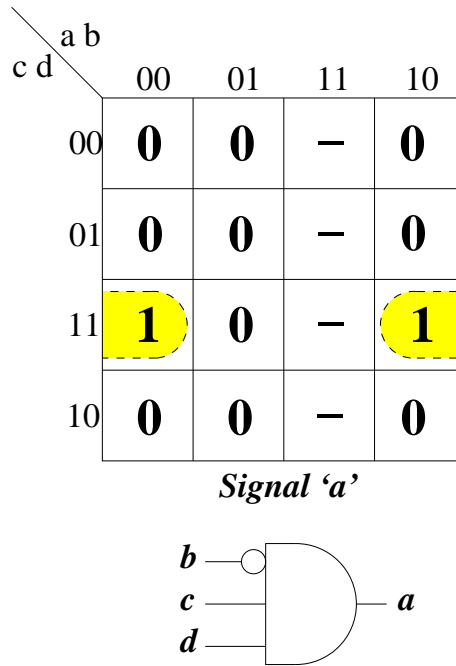 a b
c d
00 01 11 10
00 0 0 – 0
01 0 0 – 0
11 1 0 – 1
10 0 0 – 0
Signal ‘a’
b
c a
d